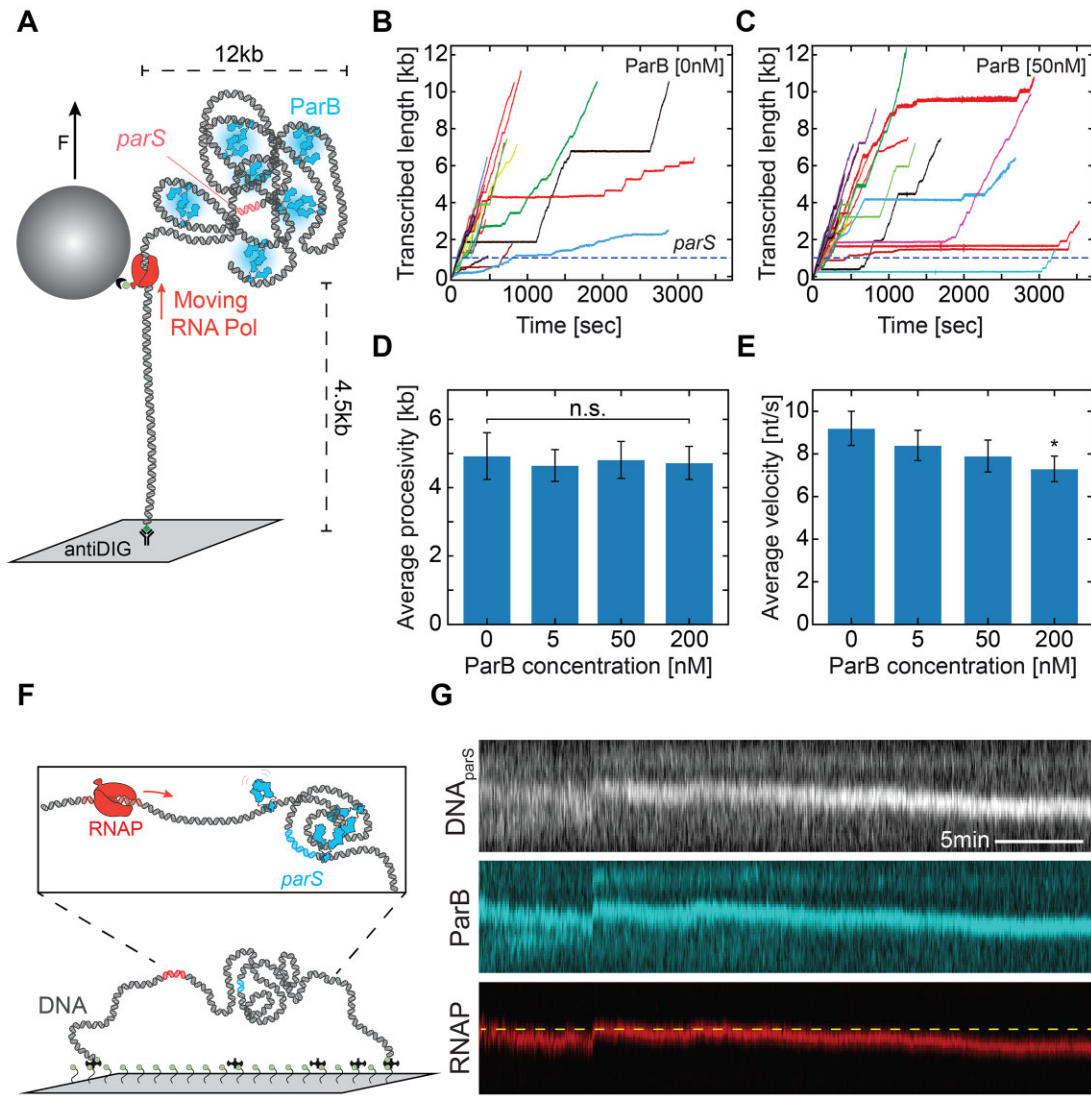 A
12kb
ParB
parS
F
Moving
RNA Pol
4.5kb
antiDIG
B
Transcribed length [kb]
12
10
8
6
4
2
0
ParB [0nM]
parS
0
1000
2000
3000
Time [sec]
C
Transcribed length [kb]
12
10
8
6
4
2
0
ParB [50nM]
0
1000
2000
3000
Time [sec]
D
Average procesivity [kb]
6
4
2
0
n.s.
0
5
50
200
ParB concentration [nM]
E
Average velocity [nt/s]
10
8
6
4
2
0
*
0
5
50
200
ParB concentration [nM]
F
RNAP
parS
DNA
G
DNAparS
5min
ParB
RNAP